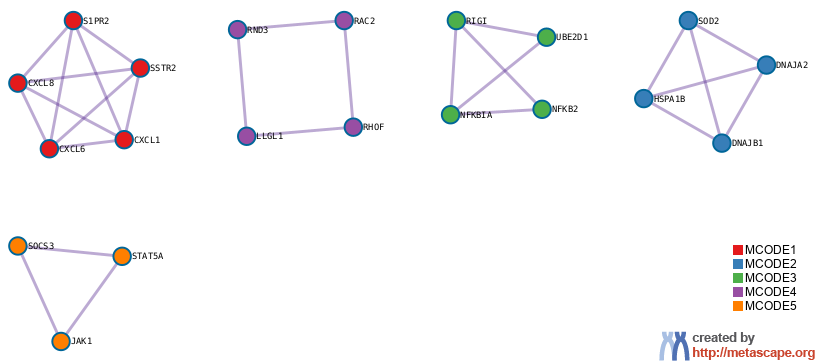 S1PR2
SSTR2
CXCL8
CXCL1
CXCL6
RND3
RAC2
LLGL1
RHOF
RIGI
UBE2D1
NFKBIA
NFKB2
SOD2
DNAJA2
HSPA1B
DNAJB1
SOCS3
STAT5A
JAK1
MCODE1
MCODE2
MCODE3
MCODE4
MCODE5
created by
http://metascape.org